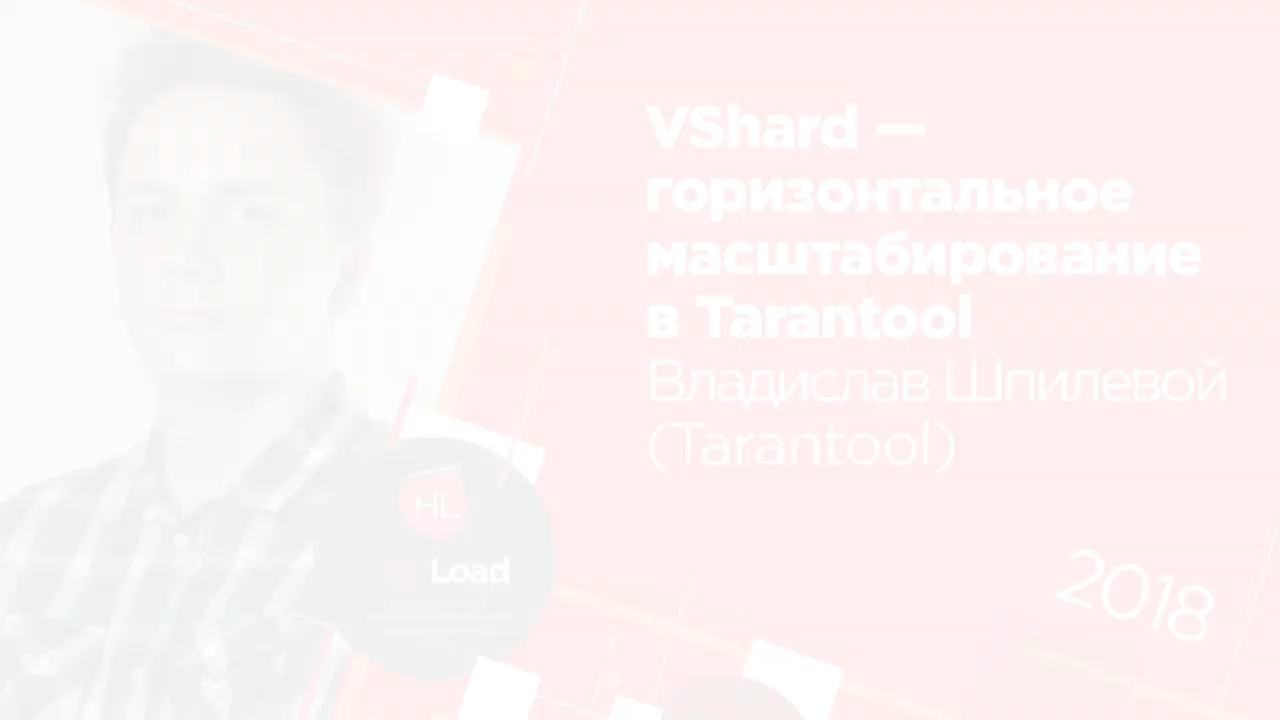 VShard —
горизонтальное
масштабирование
в Tarantool
Владислав Шпилевой
(Tarantool)
HL
Load
2018